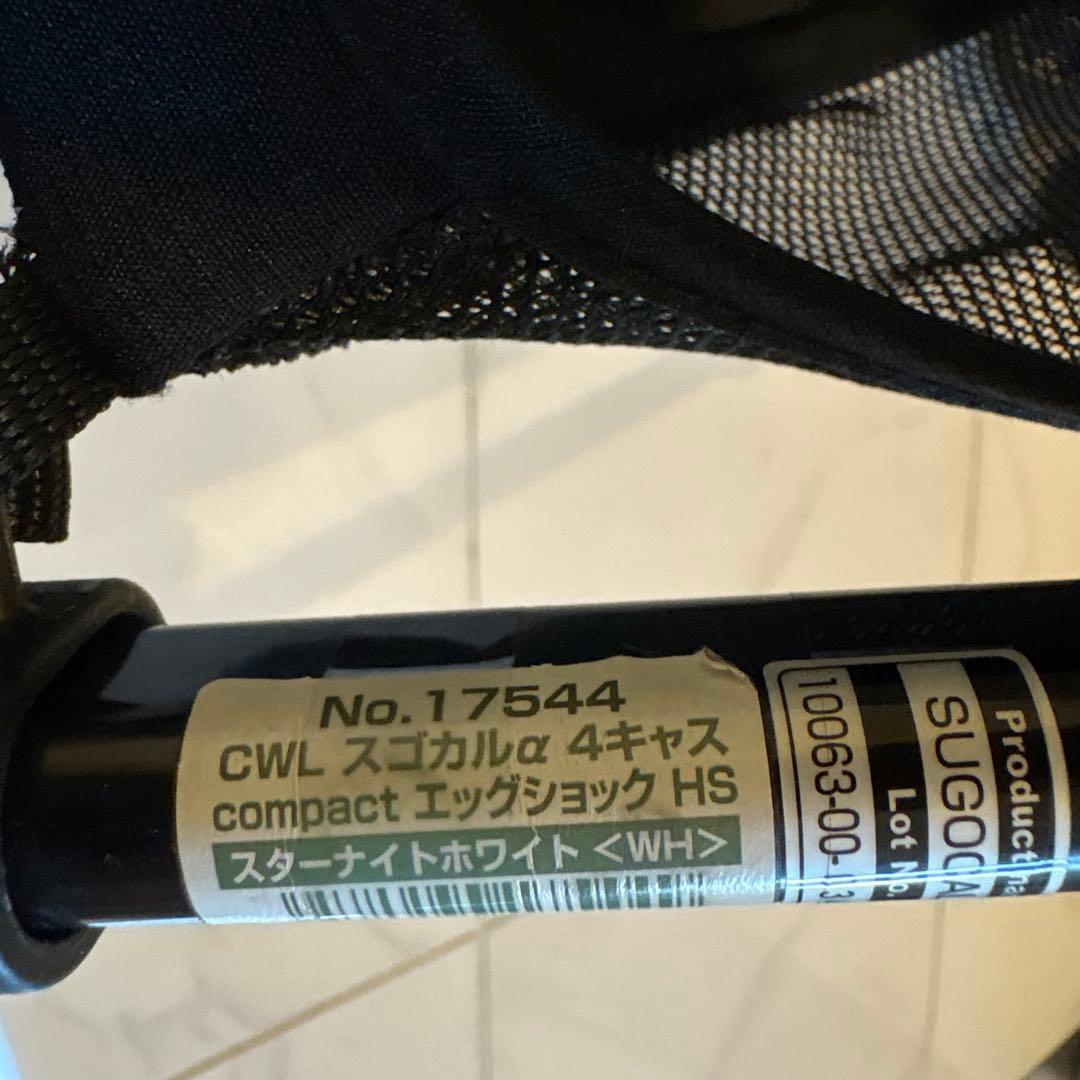 No.17544
CWL スゴカルα 4キャス
compact エッグショック HS
スターナイトホワイト <WH>
Product
Lot No.
10063-00-